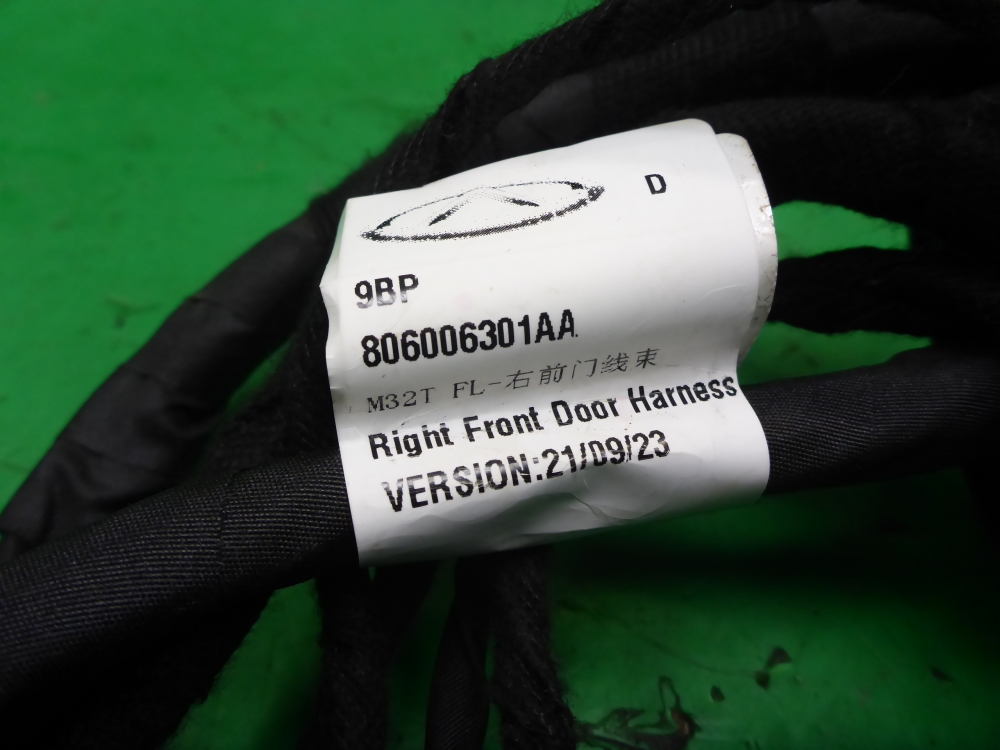 D
9BP
806006301AA
M32T FL-右前门线束
Right Front Door Harness
VERSION:21/09/23